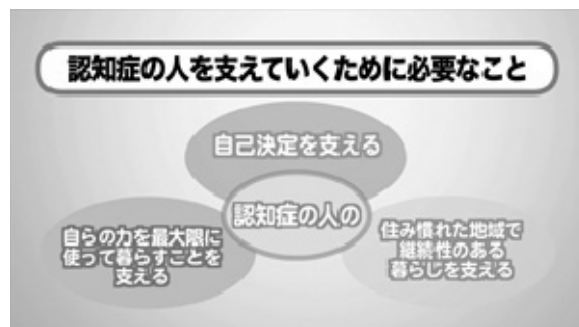 認知症の人を支えていくために必要なこと
自己決定を支える
認知症の人の
自らの力を最大限に
使って暮らすことを
支える
住み慣れた地域で
継続性のある
暮らしを支える